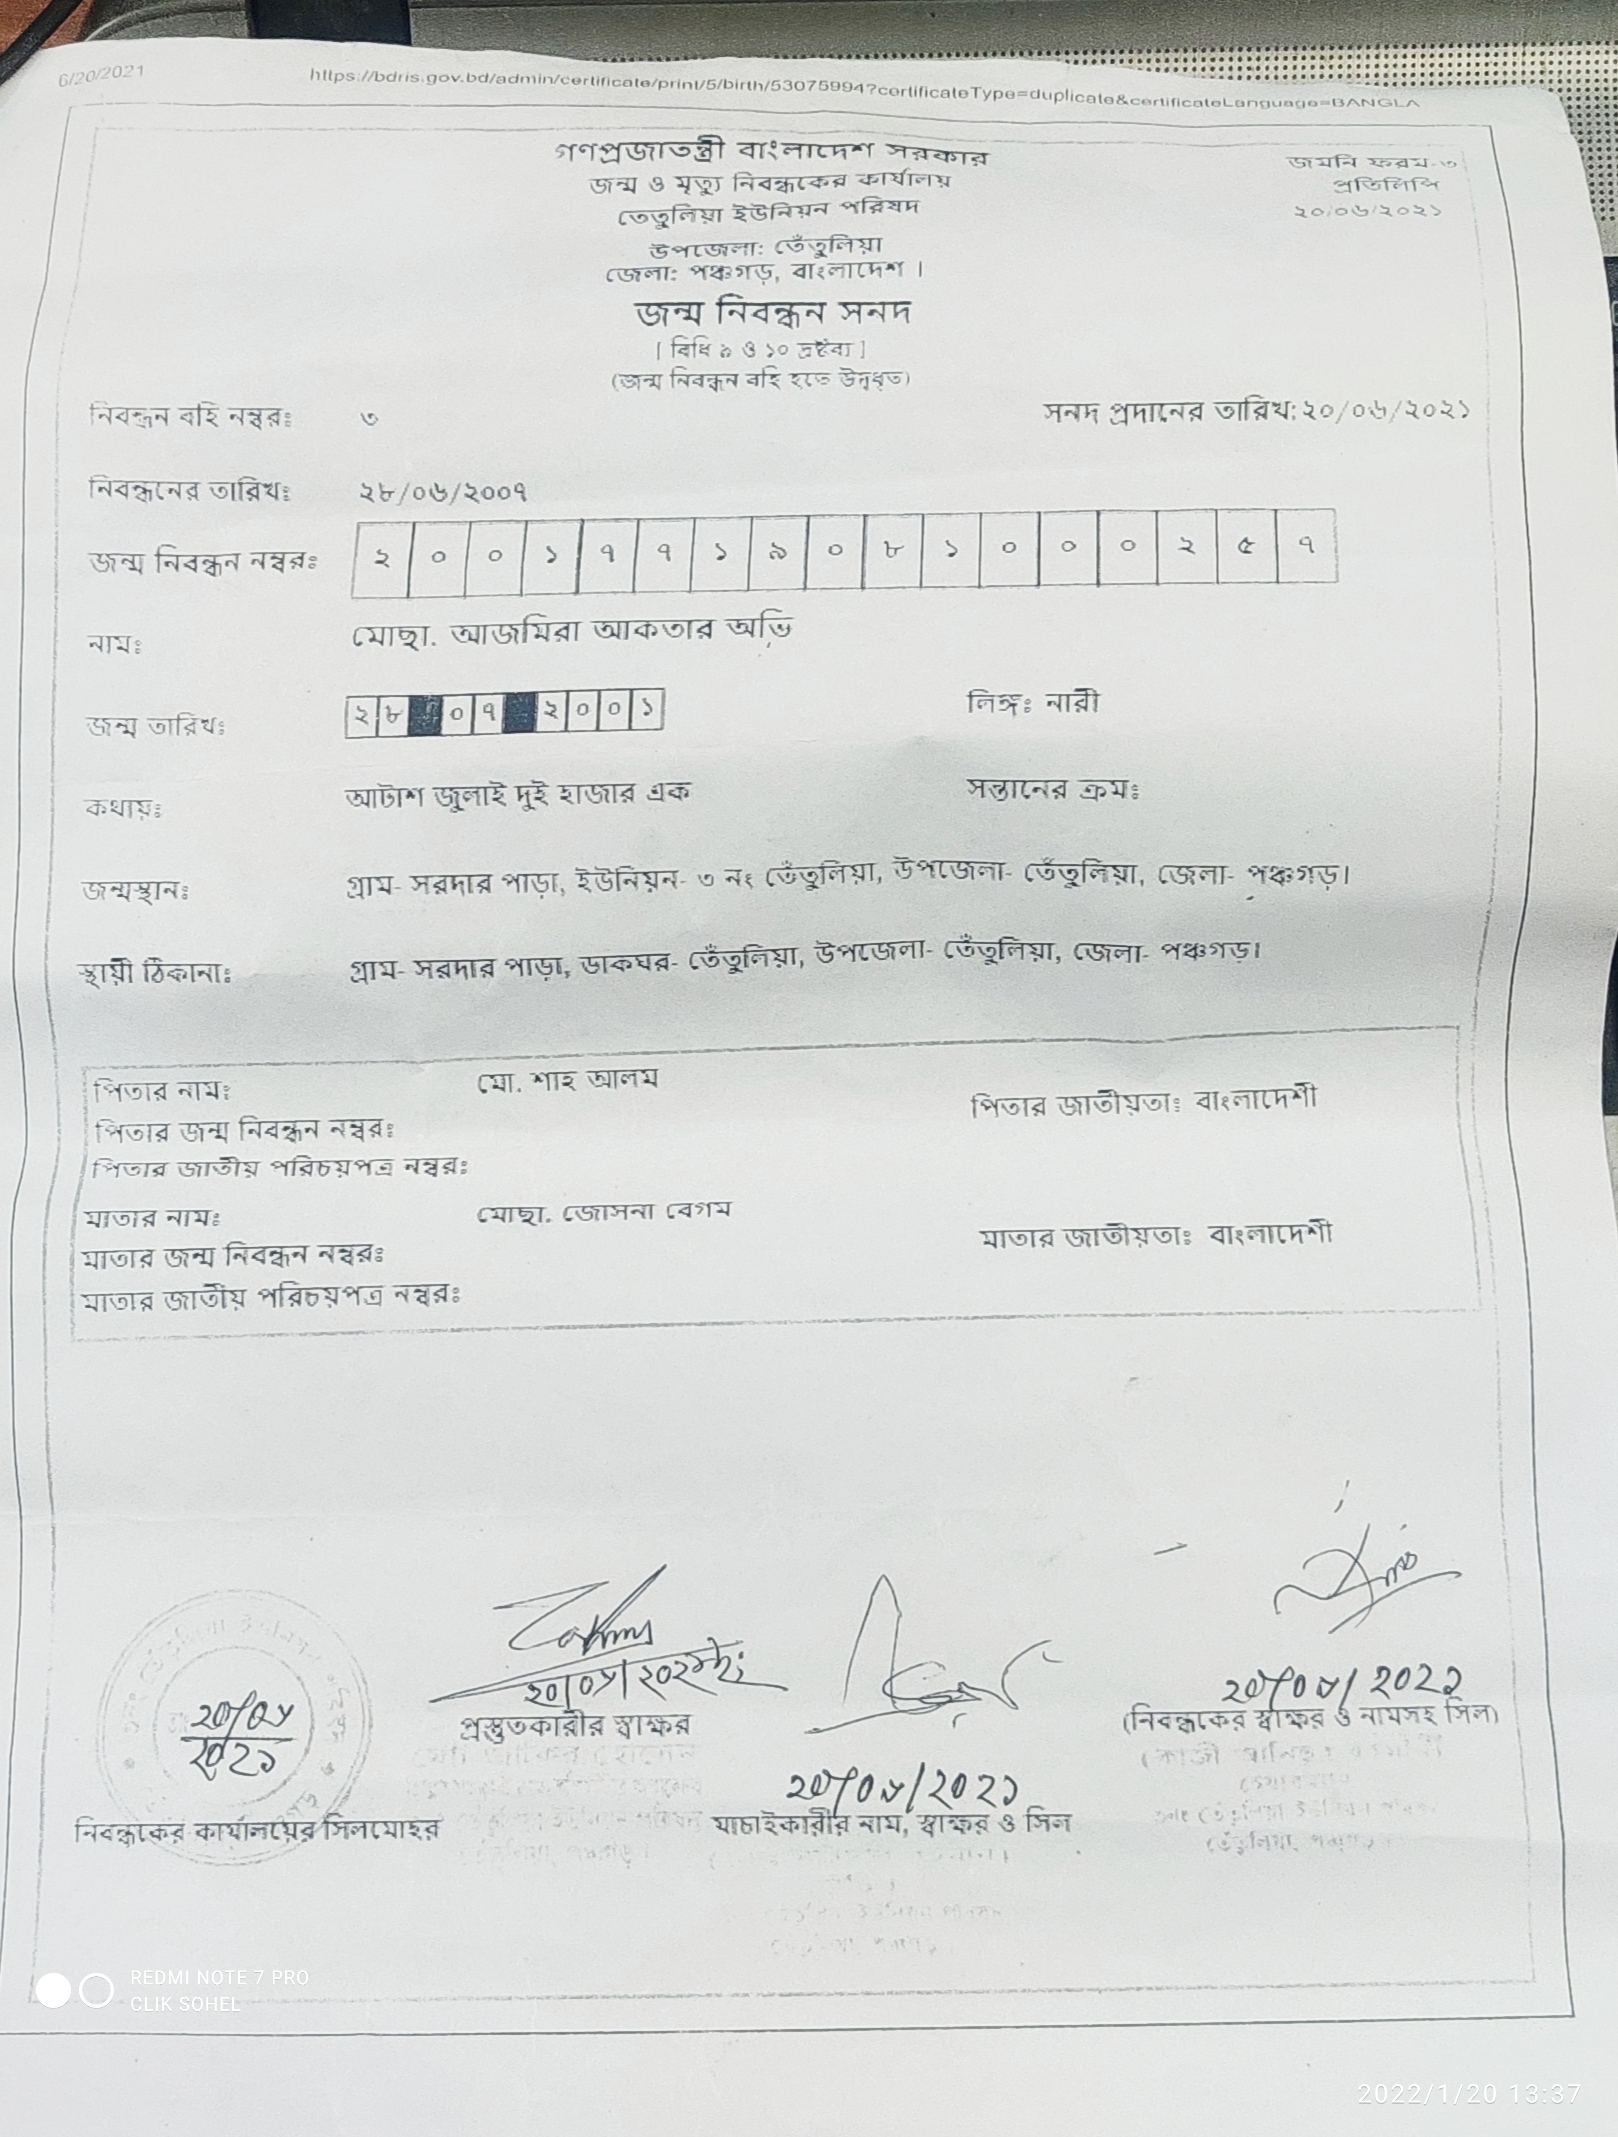 6/20/2021
https://bdris.gov.bd/admin/certificate/print/5/birth/53075994?certificateType=duplicate&certificateLanguage=BANGLA
গণপ্রজাতন্ত্রী বাংলাদেশ সরকার
জমনি ফরম-৩
জন্ম ও মৃত্যু নিবন্ধকের কার্যালয়
প্রতিলিপি
তেতুলিয়া ইউনিয়ন পরিষদ
২০/০৬/২০২১
উপজেলা: তেঁতুলিয়া
জেলা: পঞ্চগড়, বাংলাদেশ ।
জন্ম নিবন্ধন সনদ
[ বিধি ৯ ও ১০ দ্রষ্টব্য ]
(জন্ম নিবন্ধন বহি হতে উদ্ধৃত)
নিবন্ধন বহি নম্বরঃ ৩ সনদ প্রদানের তারিখ:২০/০৬/২০২১
নিবন্ধনের তারিখঃ ২৮/০৬/২০০৭
জন্ম নিবন্ধন নম্বরঃ ২ ০ ০ ১ ৭ ৭ ১ ৯ ০ ৮ ১ ০ ০ ০ ২ ৫ ৭
নামঃ মোছা. আজমিরা আকতার অভি
জন্ম তারিখঃ ২ ৮ ০ ৭ ২ ০ ০ ১ লিঙ্গঃ নারী
কথায়ঃ আটাশ জুলাই দুই হাজার এক সন্তানের ক্রমঃ
জন্মস্থানঃ গ্রাম- সরদার পাড়া, ইউনিয়ন- ৩ নং তেঁতুলিয়া, উপজেলা- তেঁতুলিয়া, জেলা- পঞ্চগড়।
স্থায়ী ঠিকানাঃ গ্রাম- সরদার পাড়া, ডাকঘর- তেঁতুলিয়া, উপজেলা- তেঁতুলিয়া, জেলা- পঞ্চগড়।
পিতার নামঃ মো. শাহ আলম পিতার জাতীয়তাঃ বাংলাদেশী
পিতার জন্ম নিবন্ধন নম্বরঃ
পিতার জাতীয় পরিচয়পত্র নম্বরঃ
মাতার নামঃ মোছা. জোসনা বেগম মাতার জাতীয়তাঃ বাংলাদেশী
মাতার জন্ম নিবন্ধন নম্বরঃ
মাতার জাতীয় পরিচয়পত্র নম্বরঃ
২০/০৬/২০২১
২০/০৬/২০২১
২০/০৬
২০২১
প্রস্তুতকারীর স্বাক্ষর
(নিবন্ধকের স্বাক্ষর ও নামসহ সিল)
২০/০৬/২০২১
নিবন্ধকের কার্যালয়ের সিলমোহর
যাচাইকারীর নাম, স্বাক্ষর ও সিল
তেঁতুলিয়া, পঞ্চগড়
REDMI NOTE 7 PRO
CLIK SOHEL
2022/1/20 13:37